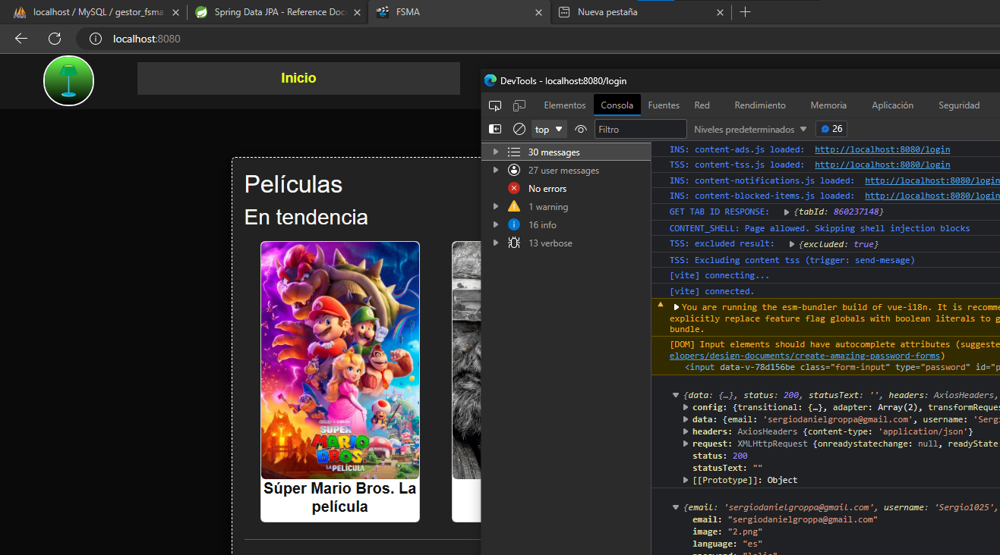 localhost / MySQL / gestor_fsma
Spring Data JPA - Reference Doc
FSMA
Nueva pestaña
localhost:8080
Inicio
DevTools - localhost:8080/login
Elementos Consola Fuentes Red Rendimiento Memoria Aplicación Seguridad
top Filtro Niveles predeterminados 26
30 messages
27 user messages
No errors
1 warning
16 info
13 verbose
Películas
En tendencia
SUPER
MARIO
BROS.
LA PELÍCULA
Súper Mario Bros. La
película
INS: content-ads.js loaded: http://localhost:8080/login
TSS: content-tss.js loaded: http://localhost:8080/login
INS: content-notifications.js loaded: http://localhost:8080/login
INS: content-blocked-items.js loaded: http://localhost:8080/login
GET TAB ID RESPONSE: {tabId: 860237148}
CONTENT_SHELL: Page allowed. Skipping shell injection blocks
TSS: excluded result: {excluded: true}
TSS: Excluding content tss (trigger: send-mesage)
[vite] connecting...
[vite] connected.
You are running the esm-bundler build of vue-i18n. It is recomme
explicitly replace feature flag globals with boolean literals to g
bundle.
[DOM] Input elements should have autocomplete attributes (suggeste
elopers/design-documents/create-amazing-password-forms)
<input data-v-78d156be class="form-input" type="password" id="p
{data: {…}, status: 200, statusText: '', headers: AxiosHeaders,
config: {transitional: {…}, adapter: Array(2), transformReques
data: {email: 'sergiodanielgroppa@gmail.com', username: 'Serg
headers: AxiosHeaders {content-type: 'application/json'}
request: XMLHttpRequest {onreadystatechange: null, readyState
status: 200
statusText: ""
[[Prototype]]: Object
{email: 'sergiodanielgroppa@gmail.com', username: 'Sergio1025',
email: "sergiodanielgroppa@gmail.com"
image: "2.png"
language: "es"